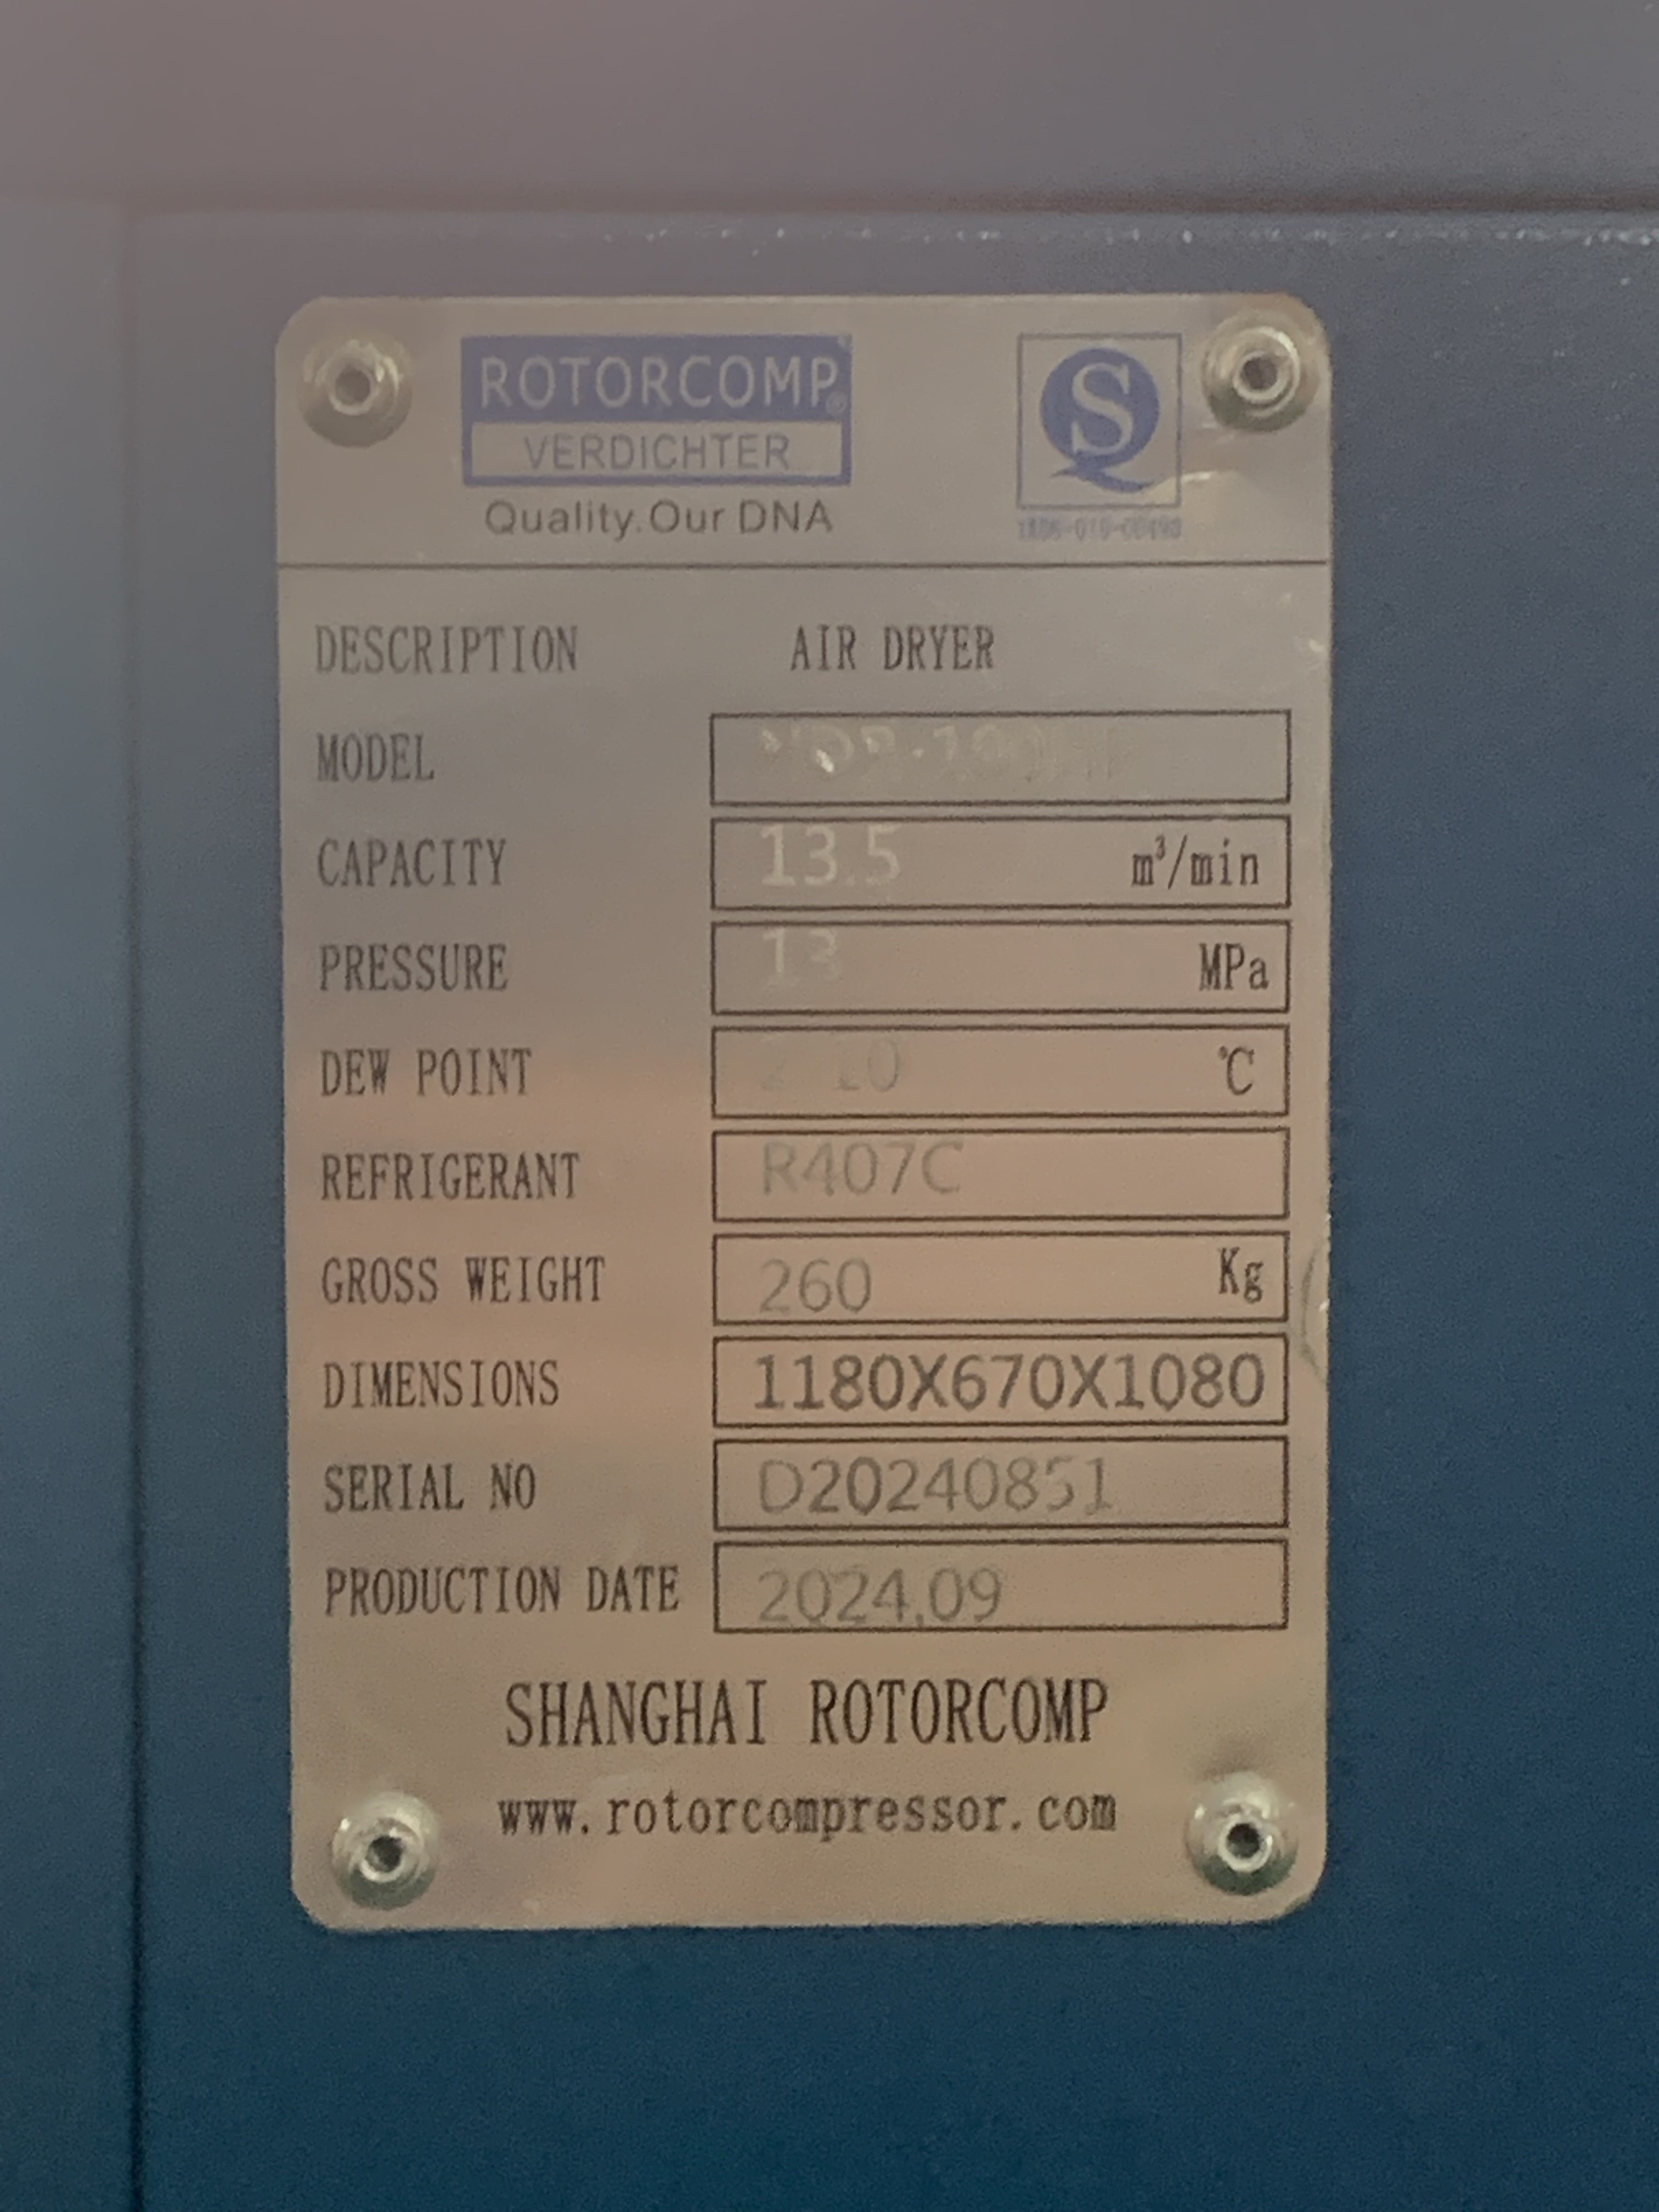 ROTORCOMP®
VERDICHTER
Quality.Our DNA
S
DESCRIPTION AIR DRYER
MODEL
CAPACITY 13.5 m³/min
PRESSURE 13 MPa
DEW POINT 10 ℃
REFRIGERANT R407C
GROSS WEIGHT 260 Kg
DIMENSIONS 1180X670X1080
SERIAL NO D20240851
PRODUCTION DATE 2024.09
SHANGHAI ROTORCOMP
www.rotorcompressor.com